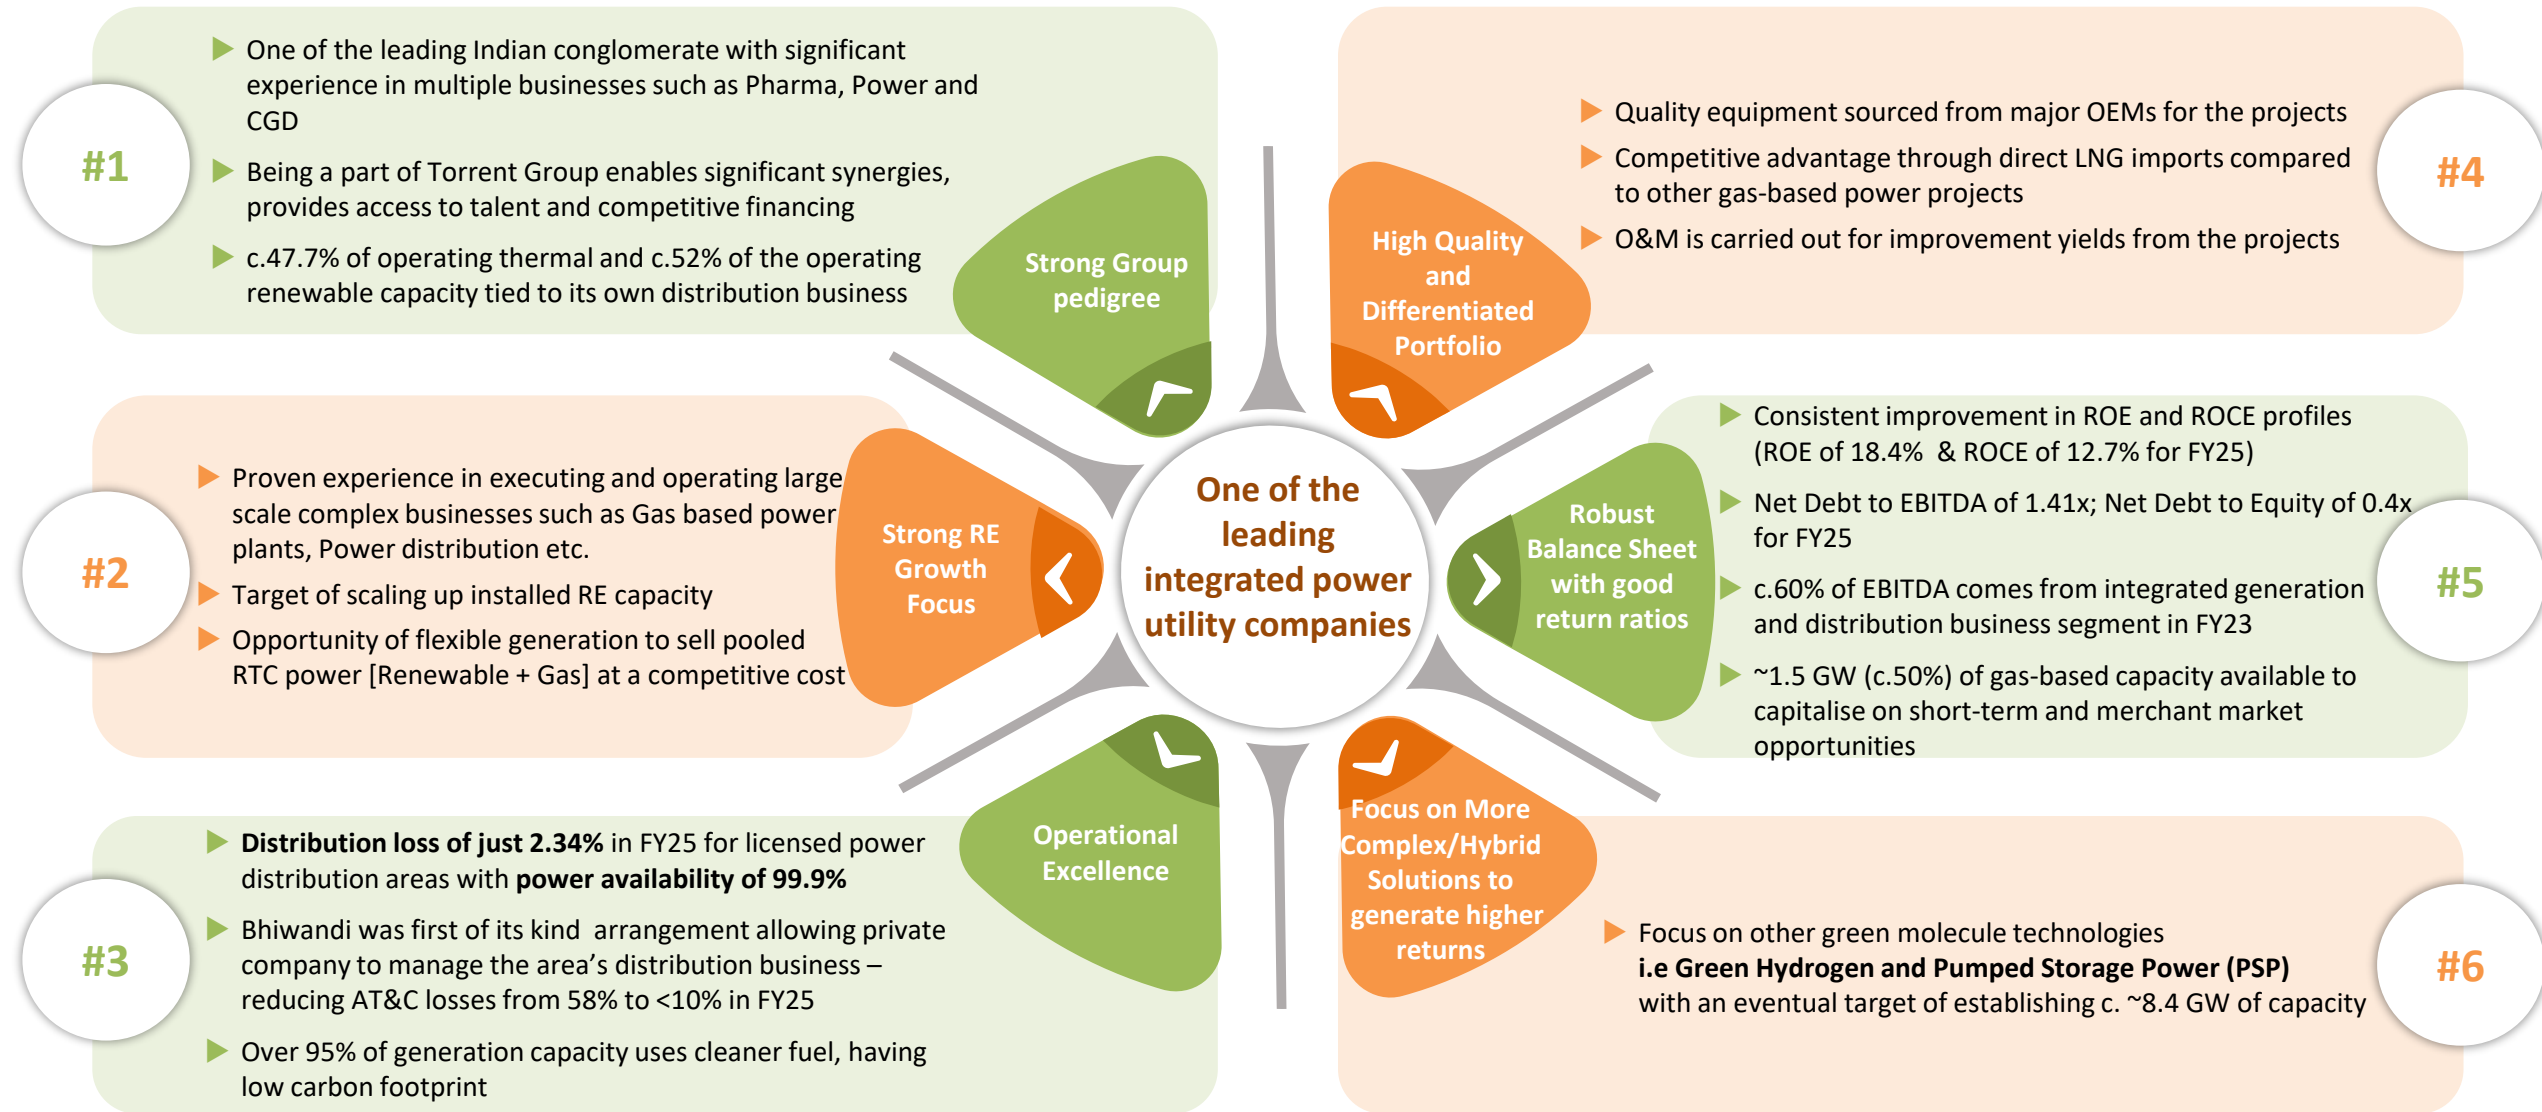 #1
One of the leading Indian conglomerate with significant
experience in multiple businesses such as Pharma, Power and
CGD
Being a part of Torrent Group enables significant synergies,
provides access to talent and competitive financing
c.47.7% of operating thermal and c.52% of the operating
renewable capacity tied to its own distribution business
Strong Group
pedigree
#2
Proven experience in executing and operating large
scale complex businesses such as Gas based power
plants, Power distribution etc.
Target of scaling up installed RE capacity
Opportunity of flexible generation to sell pooled
RTC power [Renewable + Gas] at a competitive cost
Strong RE
Growth
Focus
#3
Distribution loss of just 2.34% in FY25 for licensed power
distribution areas with power availability of 99.9%
Bhiwandi was first of its kind  arrangement allowing private
company to manage the area’s distribution business –
reducing AT&C losses from 58% to <10% in FY25
Over 95% of generation capacity uses cleaner fuel, having
low carbon footprint
Operational
Excellence
One of the
leading
integrated power
utility companies
High Quality
and
Differentiated
Portfolio
Quality equipment sourced from major OEMs for the projects
Competitive advantage through direct LNG imports compared
to other gas-based power projects
O&M is carried out for improvement yields from the projects
#4
Robust
Balance Sheet
with good
return ratios
Consistent improvement in ROE and ROCE profiles
(ROE of 18.4%  & ROCE of 12.7% for FY25)
Net Debt to EBITDA of 1.41x; Net Debt to Equity of 0.4x
for FY25
c.60% of EBITDA comes from integrated generation
and distribution business segment in FY23
~1.5 GW (c.50%) of gas-based capacity available to
capitalise on short-term and merchant market
opportunities
#5
Focus on More
Complex/Hybrid
Solutions to
generate higher
returns
Focus on other green molecule technologies
i.e Green Hydrogen and Pumped Storage Power (PSP)
with an eventual target of establishing c. ~8.4 GW of capacity
#6